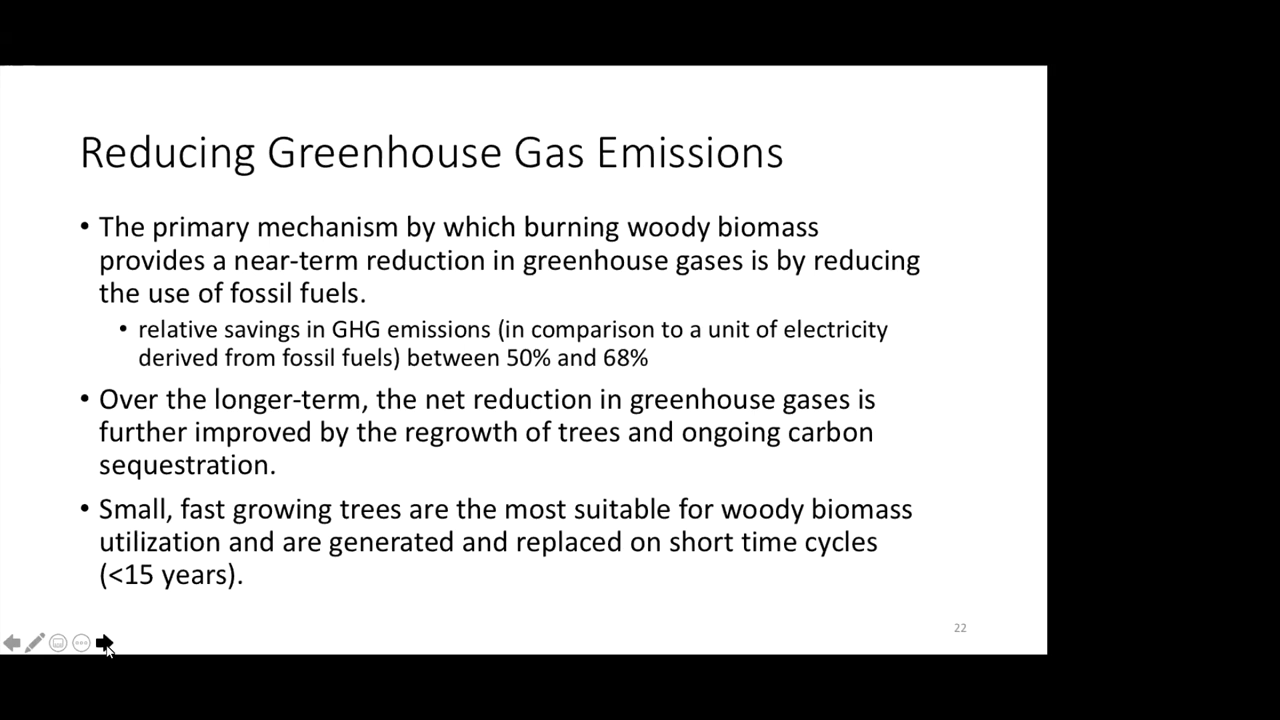 Reducing Greenhouse Gas Emissions
• The primary mechanism by which burning woody biomass
provides a near-term reduction in greenhouse gases is by reducing
the use of fossil fuels.
• relative savings in GHG emissions (in comparison to a unit of electricity
derived from fossil fuels) between 50% and 68%
• Over the longer-term, the net reduction in greenhouse gases is
further improved by the regrowth of trees and ongoing carbon
sequestration.
• Small, fast growing trees are the most suitable for woody biomass
utilization and are generated and replaced on short time cycles
(<15 years).
22